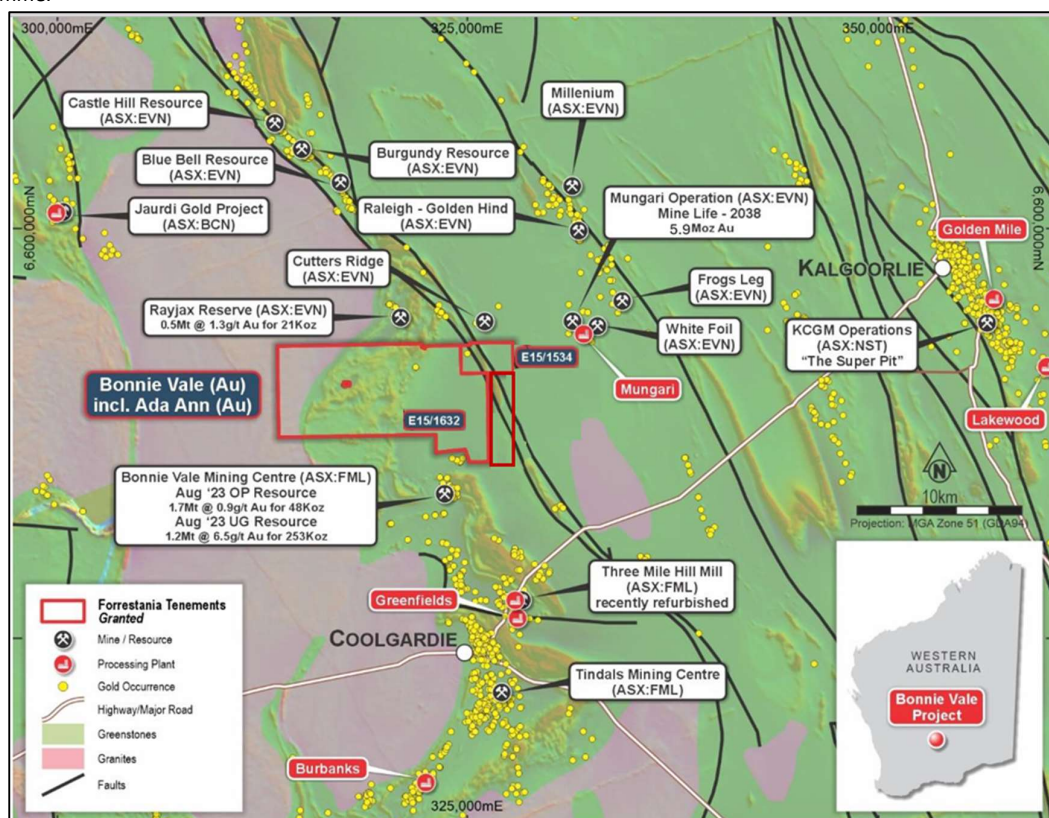 300,000mE
325,000mE
350,000mE
Castle Hill Resource
(ASX:EVN)
Millenium
(ASX:EVN)
Blue Bell Resource
(ASX:EVN)
Burgundy Resource
(ASX:EVN)
Mungari Operation (ASX:EVN)
Mine Life - 2038
5.9Moz Au
6,600,000mN
Jaurdi Gold Project
(ASX:BCN)
Raleigh - Golden Hind
(ASX:EVN)
6,600,000mN
Golden Mile
Cutters Ridge
(ASX:EVN)
KALGOORLIE
Frogs Leg
(ASX:EVN)
Rayjax Reserve (ASX:EVN)
0.5Mt @ 1.3g/t Au for 21Koz
White Foil
(ASX:EVN)
KCGM Operations
(ASX:NST)
"The Super Pit"
E15/1534
Bonnie Vale (Au)
incl. Ada Ann (Au)
Mungari
E15/1632
Lakewood
Bonnie Vale Mining Centre (ASX:FML)
Aug ‘23 OP Resource
1.7Mt @ 0.9g/t Au for 48Koz
Aug ‘23 UG Resource
1.2Mt @ 6.5g/t Au for 253Koz
N
10km
Projection: MGA Zone 51 (GDA94)
Three Mile Hill Mill
(ASX:FML)
recently refurbished
Greenfields
COOLGARDIE
Tindals Mining Centre
(ASX:FML)
Burbanks
325,000mE
Forrestania Tenements
Granted
Mine / Resource
Processing Plant
Gold Occurrence
Highway/Major Road
Greenstones
Granites
Faults
WESTERN
AUSTRALIA
Bonnie Vale
Project